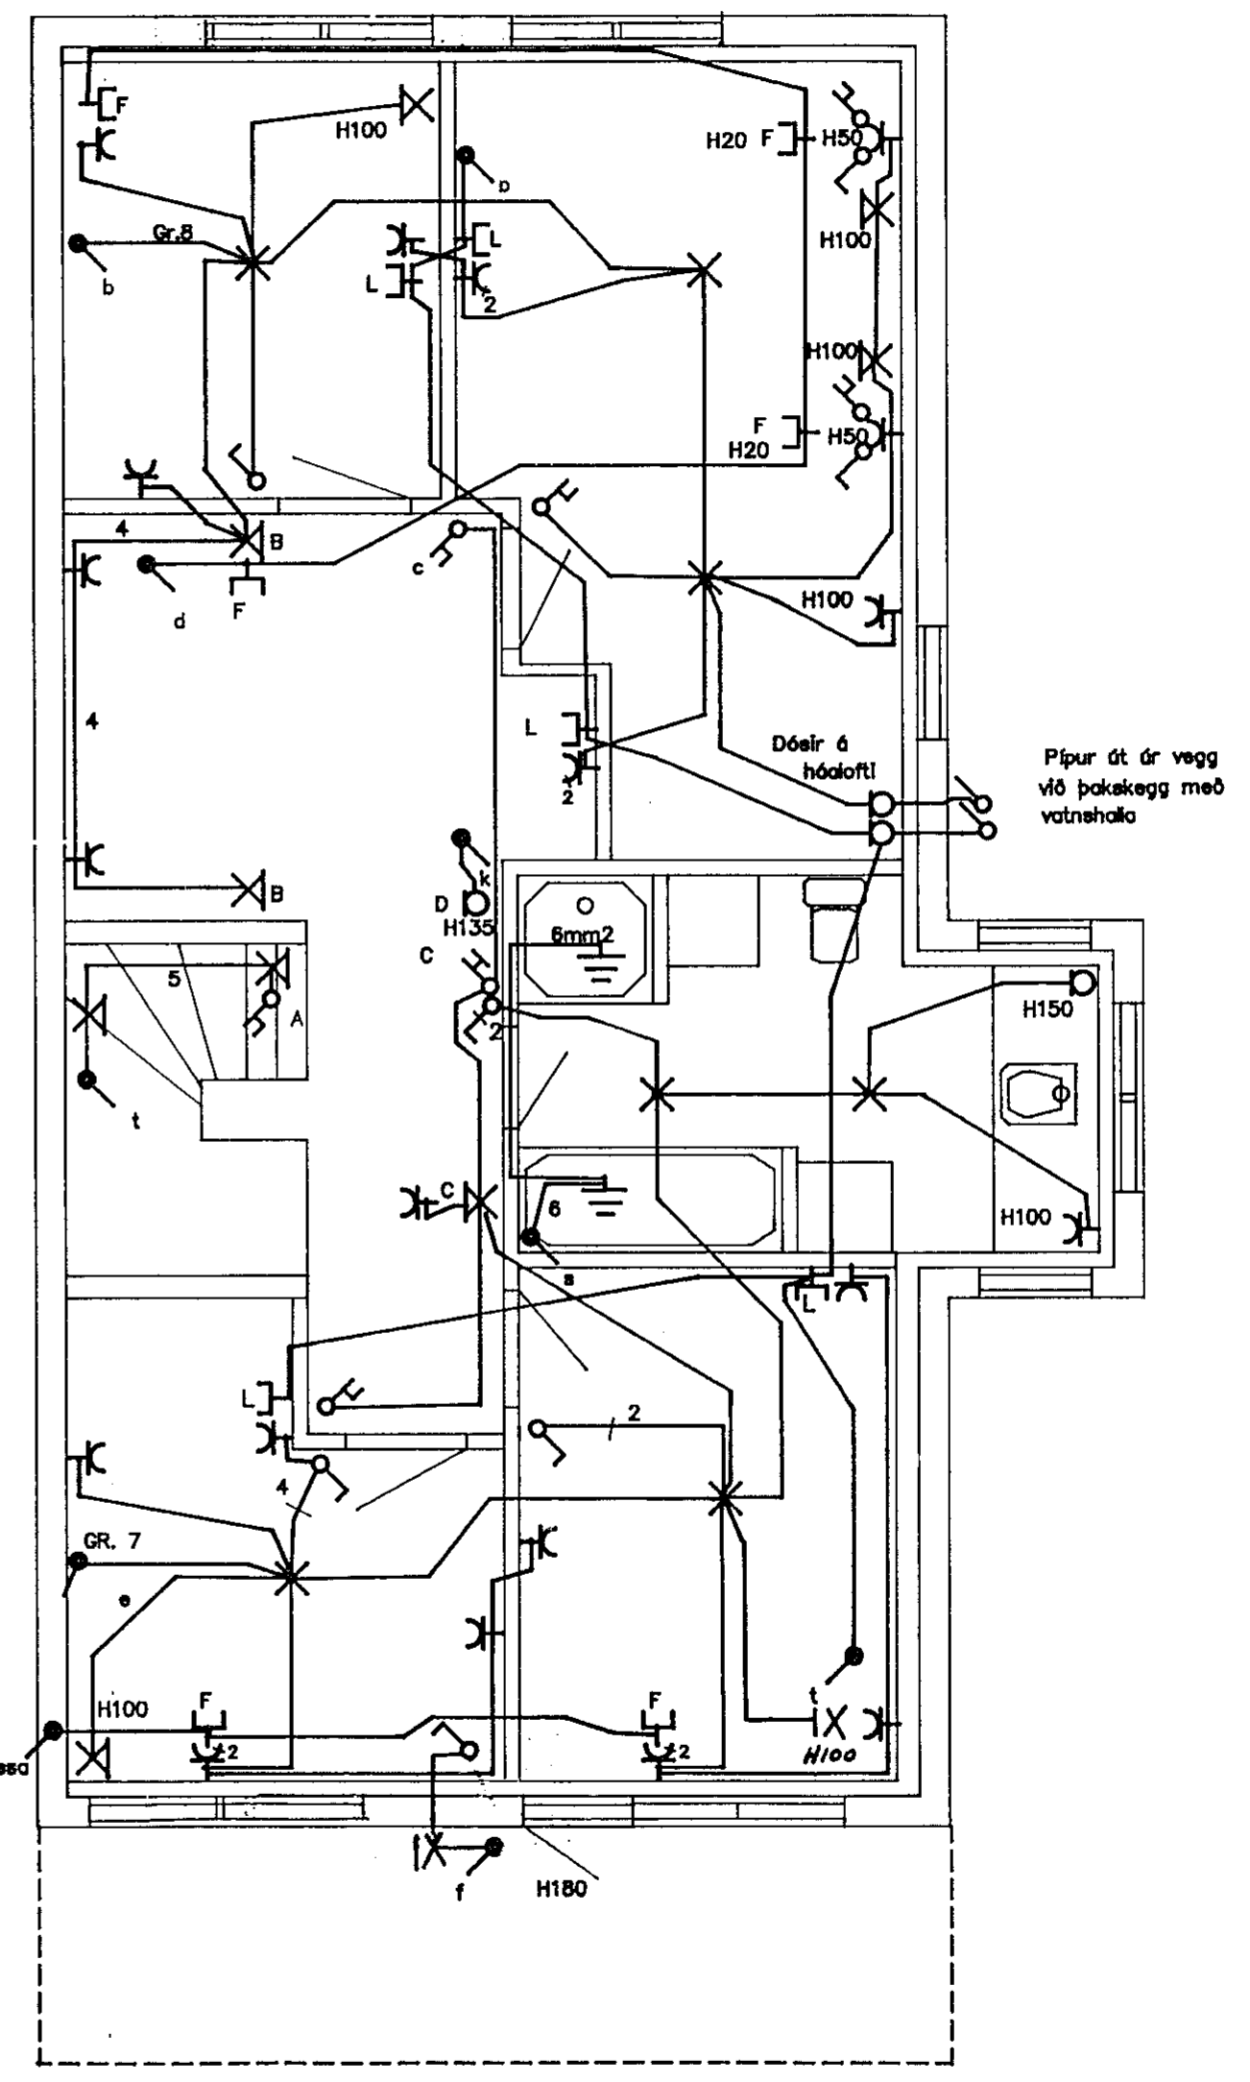 F
H100
H20 F H50
b
Gr.8
b
L
L
2
H100
H100
F
H20
H50
4
B
c
d
F
H100
4
L
2
Dósir á
háalofti
Pípur út úr vegg
við þakskegg með
vatnshalla
k
D
H135
B
6mm2
C
5
A
2
H150
t
C
6
H100
s
L
L
2
4
GR. 7
e
H100
F
2
F
2
t
H100
f
H180